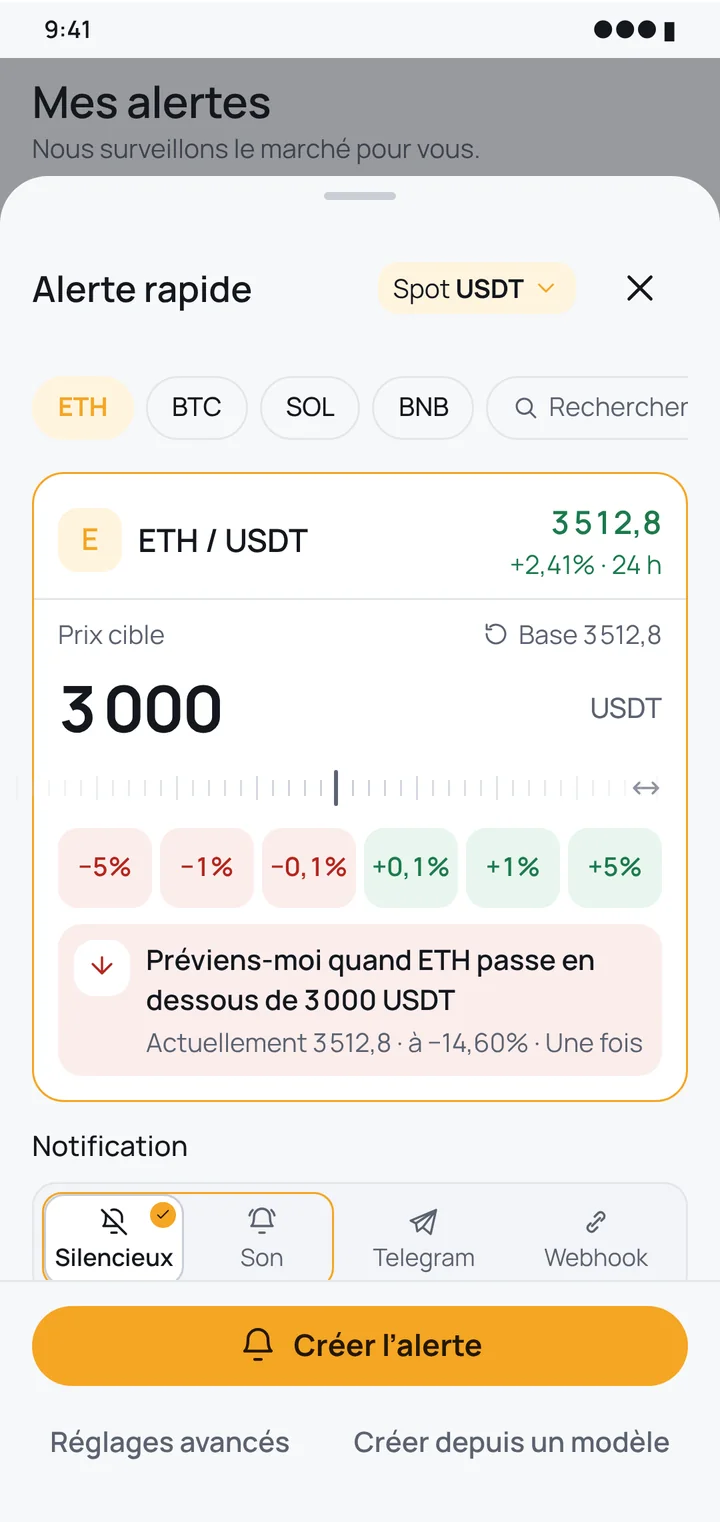 9:41
Mes alertes
Nous surveillons le marché pour vous.
Alerte rapide
Spot USDT
ETH
BTC
SOL
BNB
Rechercher
E
ETH / USDT
3 512,8
+2,41% · 24 h
Prix cible
Base 3 512,8
3 000
USDT
−5%
−1%
−0,1%
+0,1%
+1%
+5%
Préviens-moi quand ETH passe en
dessous de 3 000 USDT
Actuellement 3 512,8 · à −14,60% · Une fois
Notification
Silencieux
Son
Telegram
Webhook
Créer l’alerte
Réglages avancés
Créer depuis un modèle